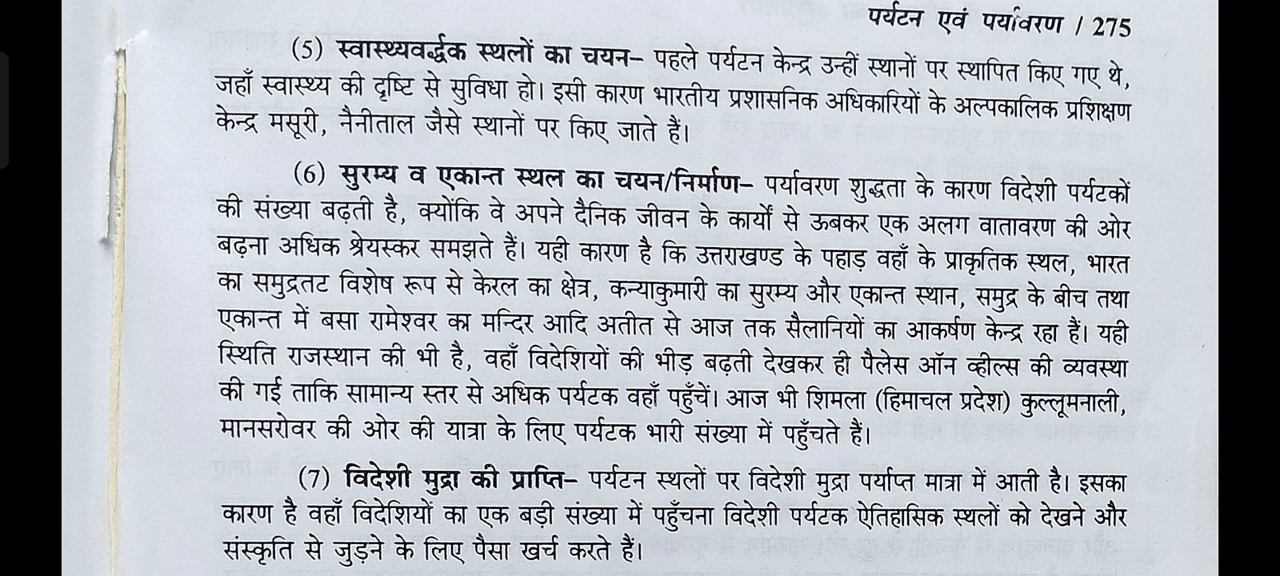 पर्यटन एवं पर्यावरण / 275
(5) स्वास्थ्यवर्द्धक स्थलों का चयन– पहले पर्यटन केन्द्र उन्हीं स्थानों पर स्थापित किए गए थे,
जहाँ स्वास्थ्य की दृष्टि से सुविधा हो। इसी कारण भारतीय प्रशासनिक अधिकारियों के अल्पकालिक प्रशिक्षण
केन्द्र मसूरी, नैनीताल जैसे स्थानों पर किए जाते हैं।
(6) सुरम्य व एकान्त स्थल का चयन/निर्माण– पर्यावरण शुद्धता के कारण विदेशी पर्यटकों
की संख्या बढ़ती है, क्योंकि वे अपने दैनिक जीवन के कार्यों से ऊबकर एक अलग वातावरण की ओर
बढ़ना अधिक श्रेयस्कर समझते हैं। यही कारण है कि उत्तराखण्ड के पहाड़ वहाँ के प्राकृतिक स्थल, भारत
का समुद्रतट विशेष रूप से केरल का क्षेत्र, कन्याकुमारी का सुरम्य और एकान्त स्थान, समुद्र के बीच तथा
एकान्त में बसा रामेश्वर का मन्दिर आदि अतीत से आज तक सैलानियों का आकर्षण केन्द्र रहा हैं। यही
स्थिति राजस्थान की भी है, वहाँ विदेशियों की भीड़ बढ़ती देखकर ही पैलेस ऑन व्हील्स की व्यवस्था
की गई ताकि सामान्य स्तर से अधिक पर्यटक वहाँ पहुँचें। आज भी शिमला (हिमाचल प्रदेश) कुल्लूमनाली,
मानसरोवर की ओर की यात्रा के लिए पर्यटक भारी संख्या में पहुँचते हैं।
(7) विदेशी मुद्रा की प्राप्ति– पर्यटन स्थलों पर विदेशी मुद्रा पर्याप्त मात्रा में आती है। इसका
कारण है वहाँ विदेशियों का एक बड़ी संख्या में पहुँचना विदेशी पर्यटक ऐतिहासिक स्थलों को देखने और
संस्कृति से जुड़ने के लिए पैसा खर्च करते हैं।